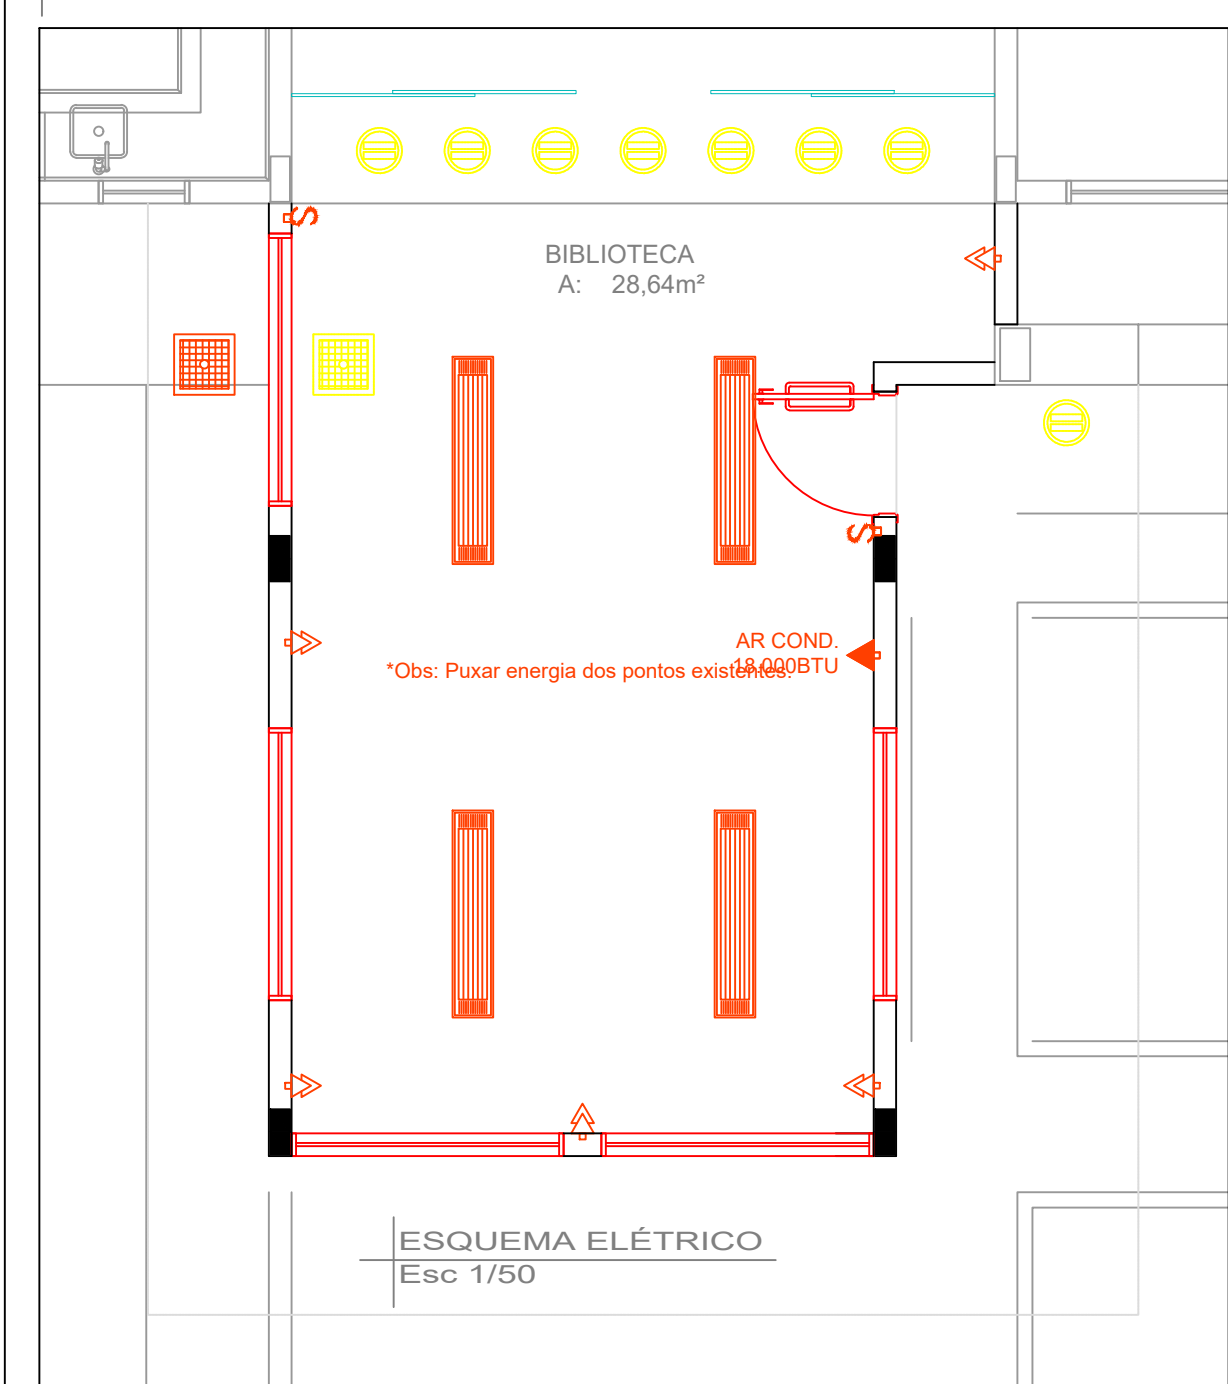 S
BIBLIOTECA
A: 28,64m²
S
AR COND.
18.000BTU
*Obs: Puxar energia dos pontos existentes.
ESQUEMA ELÉTRICO
Esc 1/50